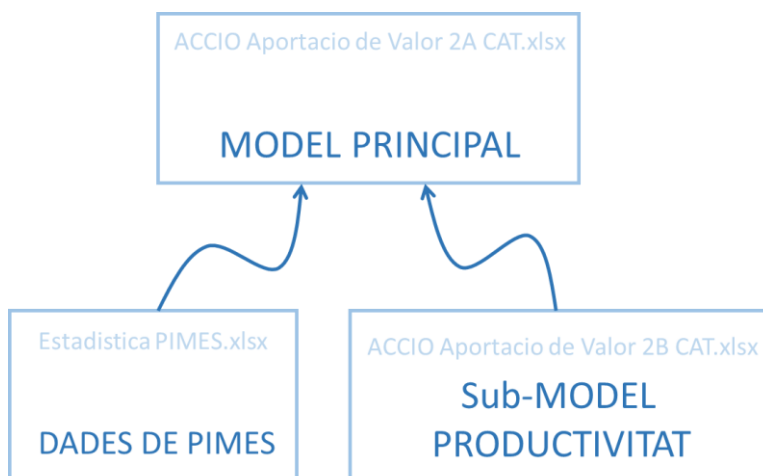 ACCIO Aportacio de Valor 2A CAT.xlsx
MODEL PRINCIPAL
Estadistica PIMES.xlsx
DADES DE PIMES
ACCIO Aportacio de Valor 2B CAT.xlsx
Sub-MODEL
PRODUCTIVITAT